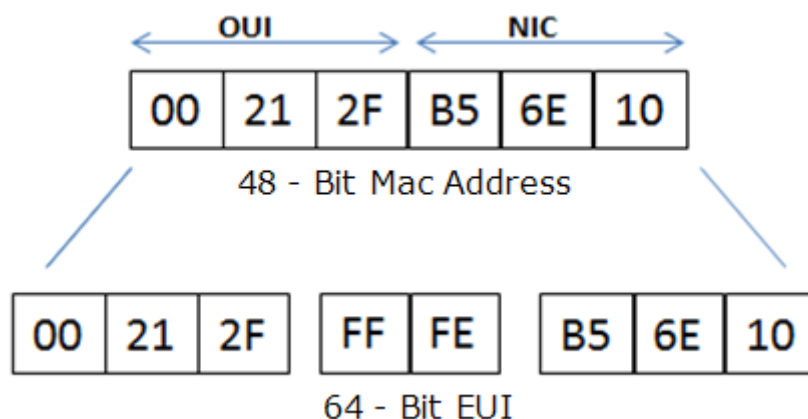 OUI NIC
00 21 2F B5 6E 10
48 - Bit Mac Address
00 21 2F FF FE B5 6E 10
64 - Bit EUI